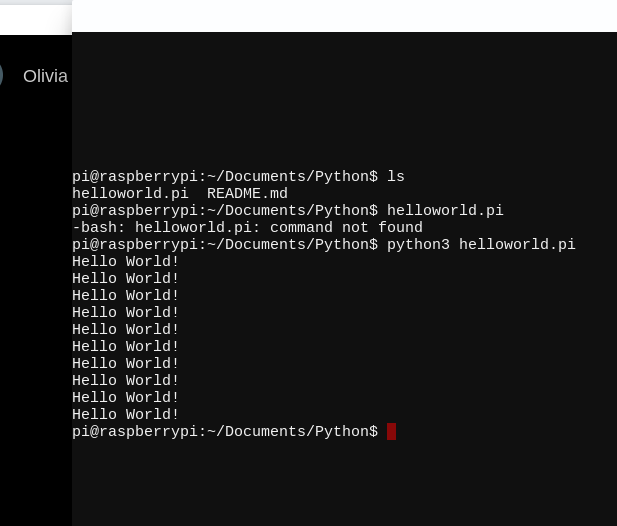 Olivia
pi@raspberrypi:~/Documents/Python$ ls
helloworld.pi  README.md
pi@raspberrypi:~/Documents/Python$ helloworld.pi
-bash: helloworld.pi: command not found
pi@raspberrypi:~/Documents/Python$ python3 helloworld.pi
Hello World!
Hello World!
Hello World!
Hello World!
Hello World!
Hello World!
Hello World!
Hello World!
Hello World!
Hello World!
pi@raspberrypi:~/Documents/Python$